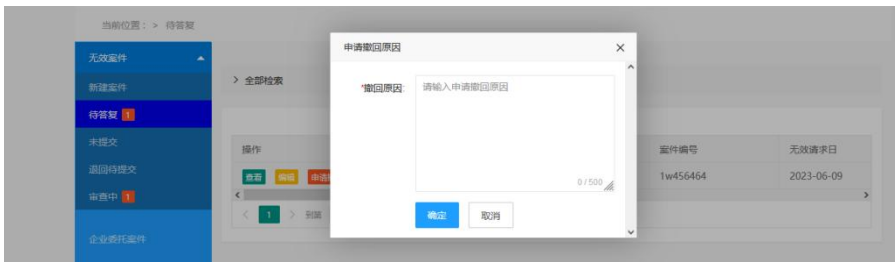 当前位置：> 待答复
无效案件
新建案件
待答复 1
未提交
退回待提交
审查中 1
企业委托案件
> 全部检索
操作
案件编号
无效请求日
查看 编辑 申请
1w456464
2023-06-09
< 1 > 到第
申请撤回原因
*撤回原因:
请输入申请撤回原因
0 / 500
确定 取消